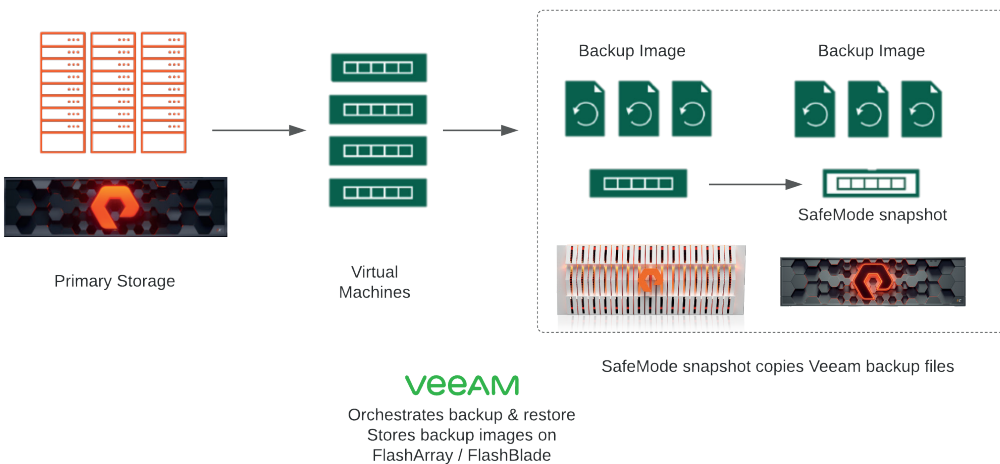 Backup Image
Backup Image
SafeMode snapshot
Primary Storage
Virtual
Machines
SafeMode snapshot copies Veeam backup files
veeAM
Orchestrates backup & restore
Stores backup images on
FlashArray / FlashBlade